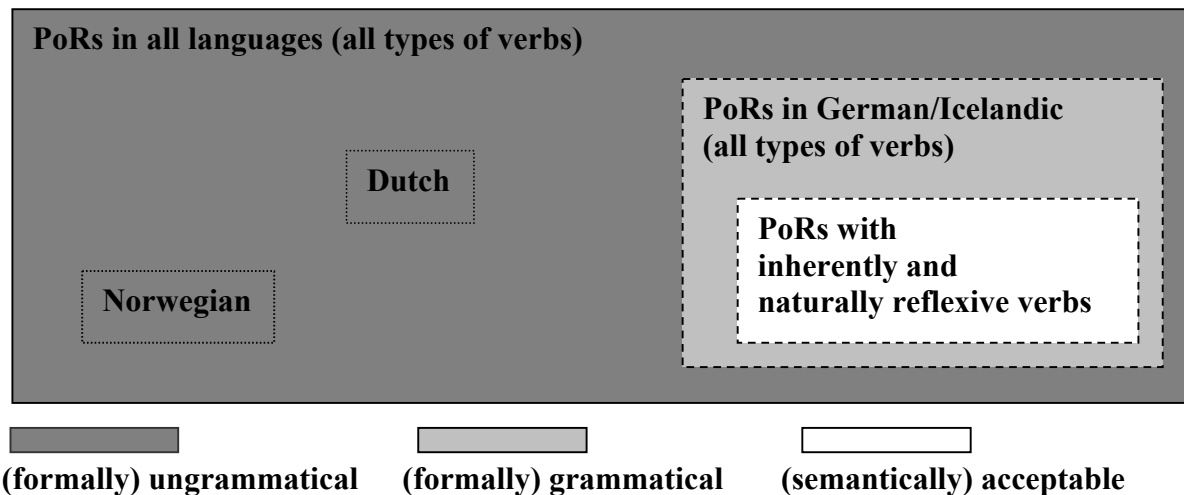 PoRs in all languages (all types of verbs)
PoRs in German/Icelandic
(all types of verbs)
Dutch
PoRs with
inherently and
naturally reflexive verbs
Norwegian
(formally) ungrammatical
(formally) grammatical
(semantically) acceptable